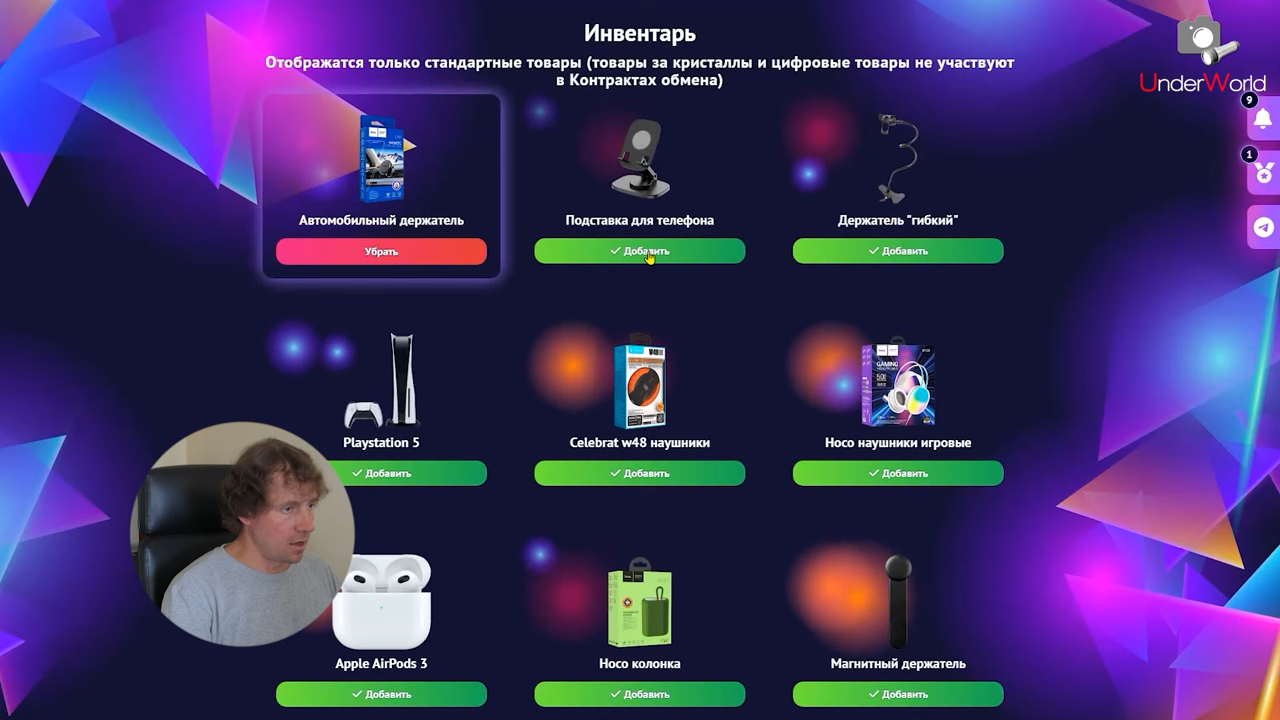 Инвентарь
Отображатся только стандартные товары (товары за кристаллы и цифровые товары не участвуют
в Контрактах обмена)
UnderWorld
9
1
Автомобильный держатель
Подставка для телефона
Держатель "гибкий"
Убрать
Добавить
Добавить
Playstation 5
Celebrat w48 наушники
Hoco наушники игровые
Добавить
Добавить
Добавить
Apple AirPods 3
Hoco колонка
Магнитный держатель
Добавить
Добавить
Добавить